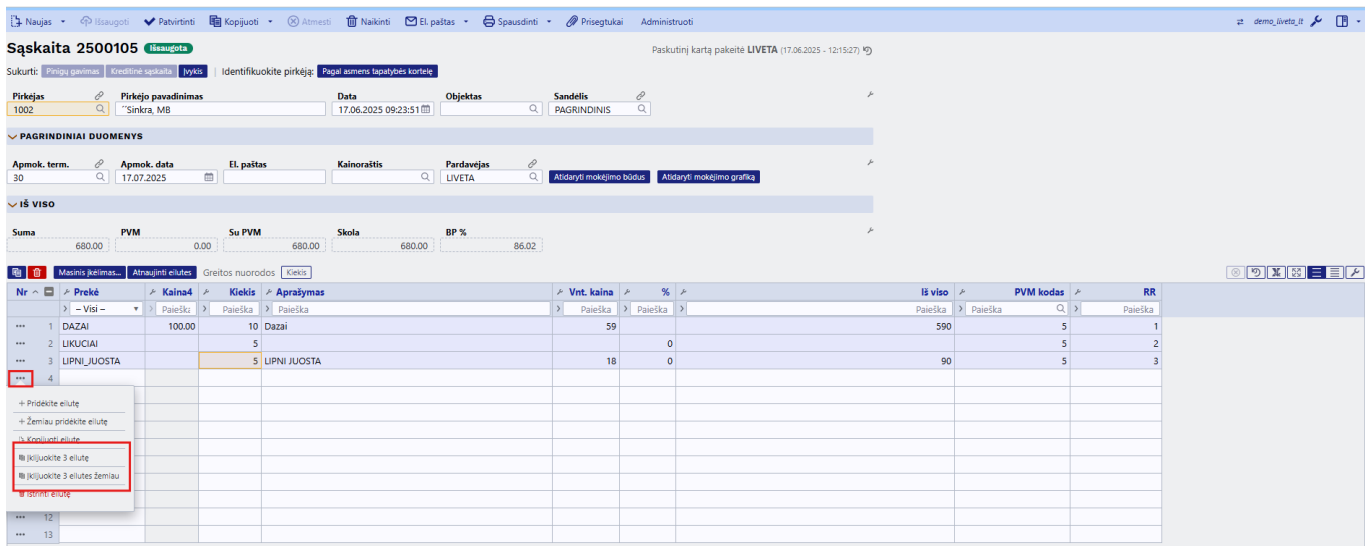 Naujas Išsaugoti Patvirtinti Kopijuoti Atmesti Naikinti El. paštas Spausdinti Prisegtukai Administruoti demo_liveta_lt
Sąskaita 2500105 Išsaugota Paskutinį kartą pakeitė LIVETA (17.06.2025 - 12:15:27)
Sukurti: Pinigų gavimas Kreditinė sąskaita Įvykis | Identifikuokite pirkėją: Pagal asmens tapatybės kortelę
Pirkėjas Pirkėjo pavadinimas Data Objektas Sandėlis
1002 ´´Sinkra, MB 17.06.2025 09:23:51 PAGRINDINIS
PAGRINDINIAI DUOMENYS
Apmok. term. Apmok. data El. paštas Kainoraštis Pardavėjas
30 17.07.2025 LIVETA Atidaryti mokėjimo būdus Atidaryti mokėjimo grafiką
IŠ VISO
Suma PVM Su PVM Skola BP %
680.00 0.00 680.00 680.00 86.02
Masinis įkėlimas... Atnaujinti eilutes Greitos nuorodos Kiekis
Nr Prekė Kaina4 Kiekis Aprašymas Vnt. kaina % Iš viso PVM kodas RR
– Visi – Paieška Paieška Paieška Paieška Paieška Paieška Paieška Paieška
1 DAZAI 100.00 10 Dazai 59 590 5 1
2 LIKUCIAI 5 0 5 2
3 LIPNI_JUOSTA 5 LIPNI JUOSTA 18 0 90 5 3
4
+ Pridėkite eilutę
+ Žemiau pridėkite eilutę
Kopijuoti eilutę
Įklijuokite 3 eilutę
Įklijuokite 3 eilutes žemiau
Ištrinti eilutę
12
13